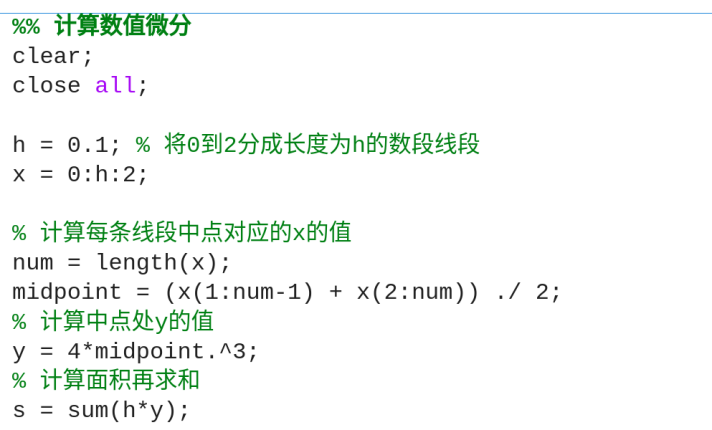 %% 计算数值微分
clear;
close all;
h = 0.1; % 将0到2分成长度为h的数段线段
x = 0:h:2;
% 计算每条线段中点对应的x的值
num = length(x);
midpoint = (x(1:num-1) + x(2:num)) ./ 2;
% 计算中点处y的值
y = 4*midpoint.^3;
% 计算面积再求和
s = sum(h*y);